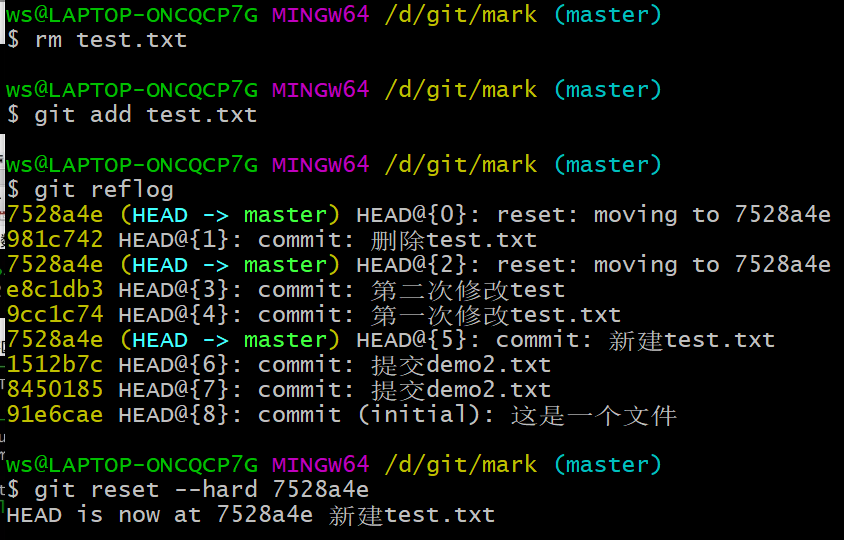 ws@LAPTOP-ONCQCP7G MINGW64 /d/git/mark (master)
$ rm test.txt
ws@LAPTOP-ONCQCP7G MINGW64 /d/git/mark (master)
$ git add test.txt
ws@LAPTOP-ONCQCP7G MINGW64 /d/git/mark (master)
$ git reflog
7528a4e (HEAD -> master) HEAD@{0}: reset: moving to 7528a4e
981c742 HEAD@{1}: commit: 删除test.txt
7528a4e (HEAD -> master) HEAD@{2}: reset: moving to 7528a4e
e8c1db3 HEAD@{3}: commit: 第二次修改test
9cc1c74 HEAD@{4}: commit: 第一次修改test.txt
7528a4e (HEAD -> master) HEAD@{5}: commit: 新建test.txt
1512b7c HEAD@{6}: commit: 提交demo2.txt
8450185 HEAD@{7}: commit: 提交demo2.txt
91e6cae HEAD@{8}: commit (initial): 这是一个文件
ws@LAPTOP-ONCQCP7G MINGW64 /d/git/mark (master)
$ git reset --hard 7528a4e
HEAD is now at 7528a4e 新建test.txt